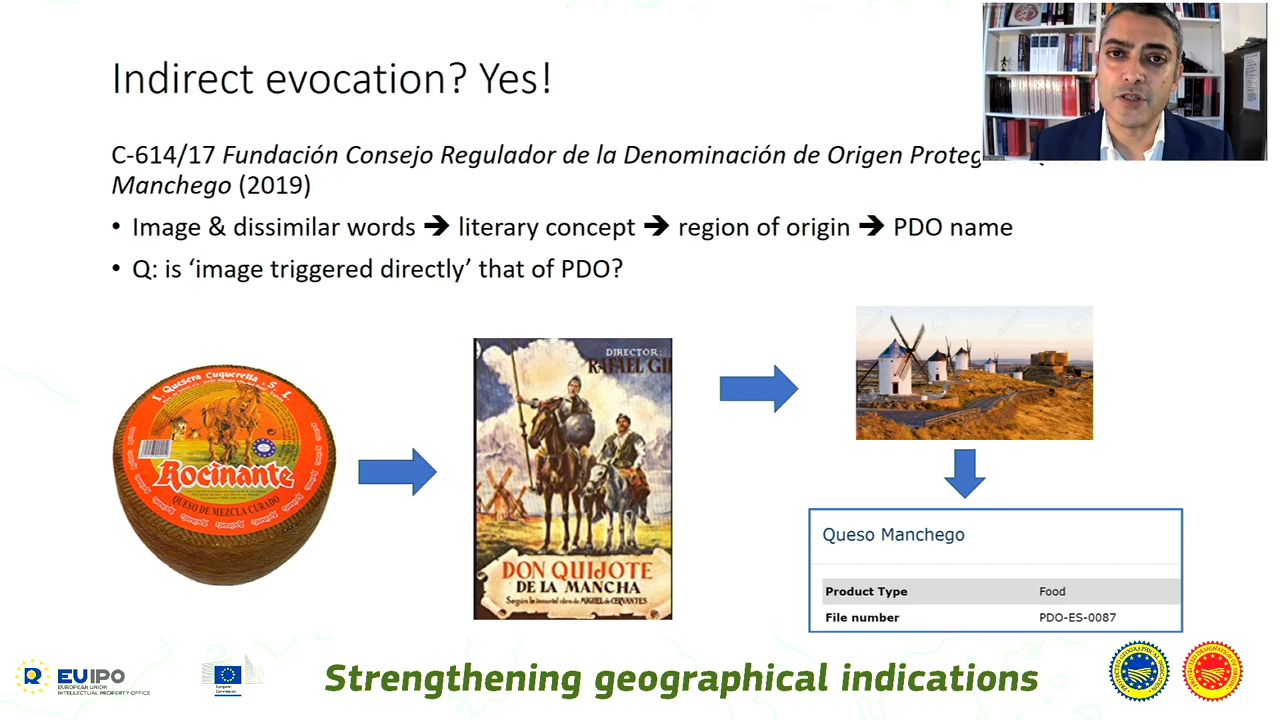 Indirect evocation? Yes!
C-614/17 Fundación Consejo Regulador de la Denominación de Origen
Manchego (2019)
• Image & dissimilar words ➔ literary concept ➔ region of origin ➔ PDO name
• Q: is ‘image triggered directly’ that of PDO?
J. Quesera Cuquerella, S. L.
Rocinante
QUESO DE MEZCLA CURADO
DIRECTOR:
RAFAEL GIL
DON QUIJOTE
DE LA MANCHA
Según la inmortal obra de MIGUEL de CERVANTES
Queso Manchego
Product Type Food
File number PDO-ES-0087
EUIPO
EUROPEAN UNION
INTELLECTUAL PROPERTY OFFICE
European
Commission
Strengthening geographical indications